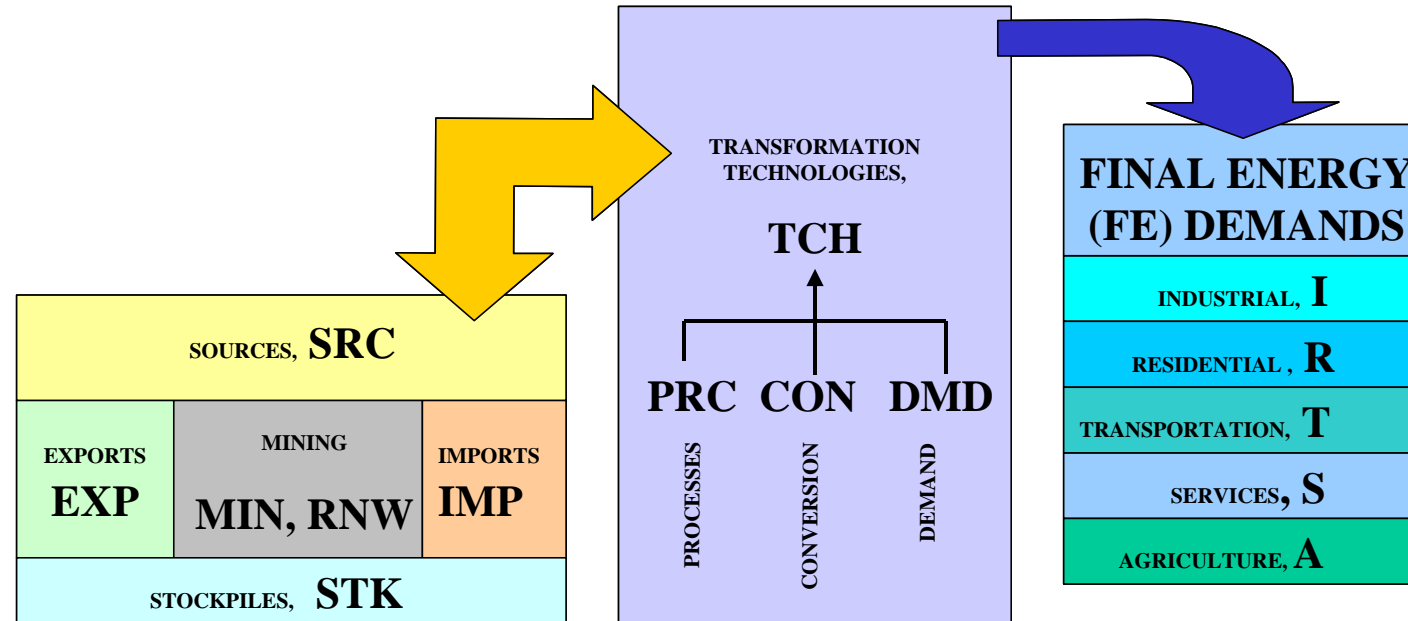 SOURCES, SRC
EXPORTS
EXP
MINING
MIN, RNW
IMPORTS
IMP
STOCKPILES, STK
TRANSFORMATION
TECHNOLOGIES,
TCH
PRC CON DMD
PROCESSES
CONVERSION
DEMAND
FINAL ENERGY
(FE) DEMANDS
INDUSTRIAL, I
RESIDENTIAL , R
TRANSPORTATION, T
SERVICES, S
AGRICULTURE, A